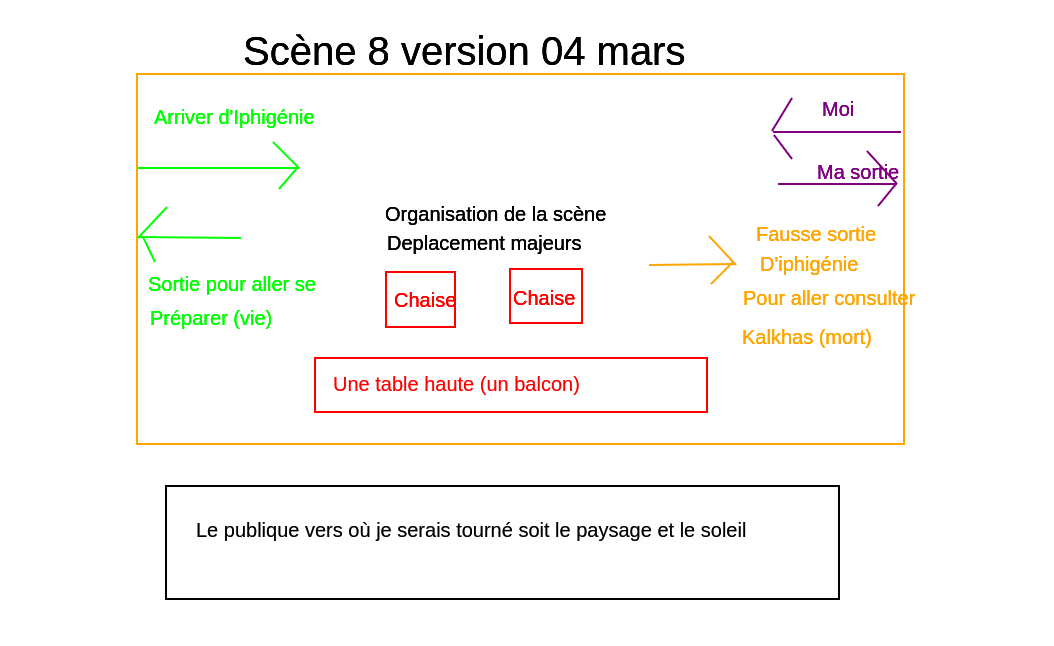 Scène 8 version 04 mars
Arriver d'Iphigénie
Moi
Ma sortie
Organisation de la scène
Deplacement majeurs
Fausse sortie
D'iphigénie
Pour aller consulter
Kalkhas (mort)
Sortie pour aller se
Préparer (vie)
Chaise
Chaise
Une table haute (un balcon)
Le publique vers où je serais tourné soit le paysage et le soleil